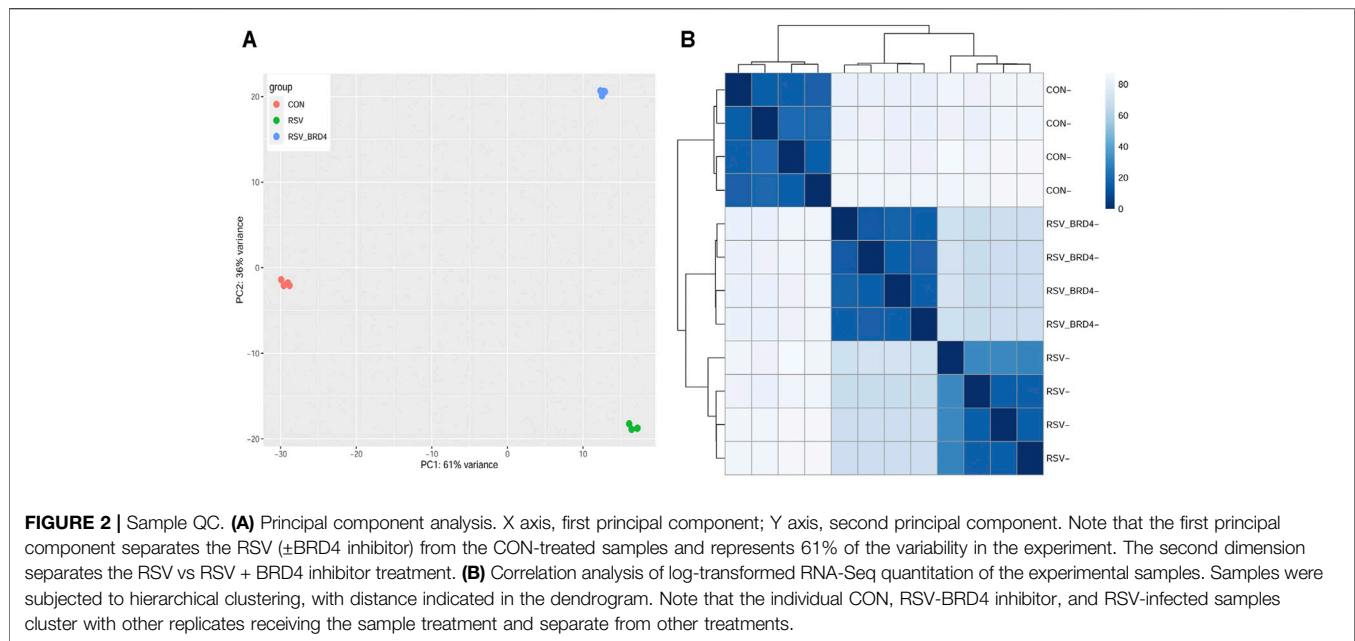 A
B
group
CON
RSV
RSV_BRD4
20
10
0
−10
−20
PC2: 36% variance
−30
−20
−10
0
10
PC1: 61% variance
CON−
CON−
CON−
CON−
RSV_BRD4−
RSV_BRD4−
RSV_BRD4−
RSV_BRD4−
RSV−
RSV−
RSV−
RSV−
80
60
40
20
0
FIGURE 2 | Sample QC. (A) Principal component analysis. X axis, first principal component; Y axis, second principal component. Note that the first principal
component separates the RSV (±BRD4 inhibitor) from the CON-treated samples and represents 61% of the variability in the experiment. The second dimension
separates the RSV vs RSV + BRD4 inhibitor treatment. (B) Correlation analysis of log-transformed RNA-Seq quantitation of the experimental samples. Samples were
subjected to hierarchical clustering, with distance indicated in the dendrogram. Note that the individual CON, RSV-BRD4 inhibitor, and RSV-infected samples
cluster with other replicates receiving the sample treatment and separate from other treatments.